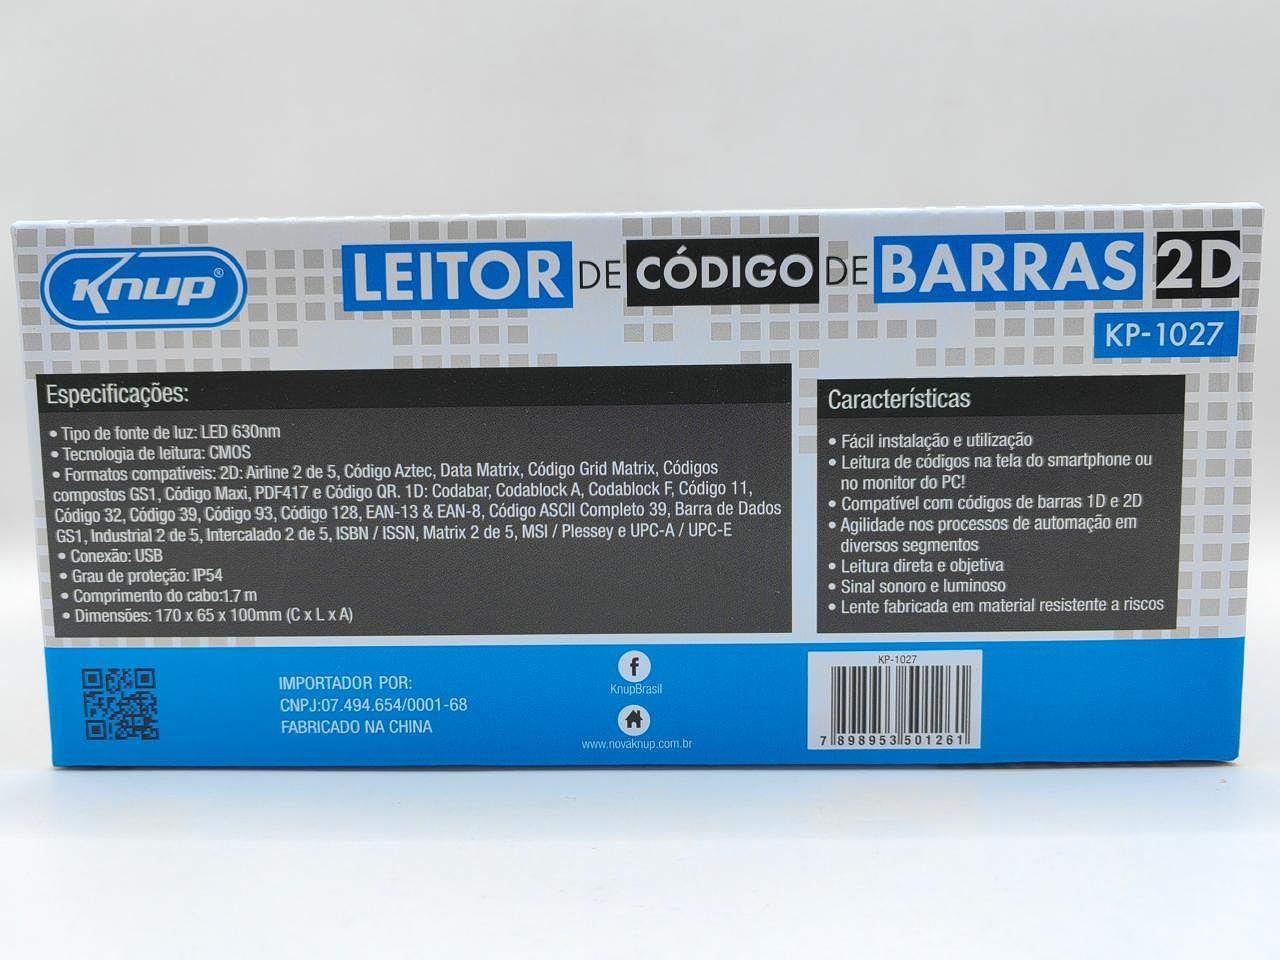 Knup®
LEITOR DE CÓDIGO DE BARRAS 2D
KP-1027
Especificações:
• Tipo de fonte de luz: LED 630nm
• Tecnologia de leitura: CMOS
• Formatos compatíveis: 2D: Airline 2 de 5, Código Aztec, Data Matrix, Código Grid Matrix, Códigos
compostos GS1, Código Maxi, PDF417 e Código QR. 1D: Codabar, Codablock A, Codablock F, Código 11,
Código 32, Código 39, Código 93, Código 128, EAN-13 & EAN-8, Código ASCII Completo 39, Barra de Dados
GS1, Industrial 2 de 5, Intercalado 2 de 5, ISBN / ISSN, Matrix 2 de 5, MSI / Plessey e UPC-A / UPC-E
• Conexão: USB
• Grau de proteção: IP54
• Comprimento do cabo:1.7 m
• Dimensões: 170 x 65 x 100mm (C x L x A)
Características
• Fácil instalação e utilização
• Leitura de códigos na tela do smartphone ou
no monitor do PC!
• Compatível com códigos de barras 1D e 2D
• Agilidade nos processos de automação em
diversos segmentos
• Leitura direta e objetiva
• Sinal sonoro e luminoso
• Lente fabricada em material resistente a riscos
IMPORTADOR POR:
CNPJ:07.494.654/0001-68
FABRICADO NA CHINA
f
KnupBrasil
www.novaknup.com.br
KP-1027
7 898953 501261